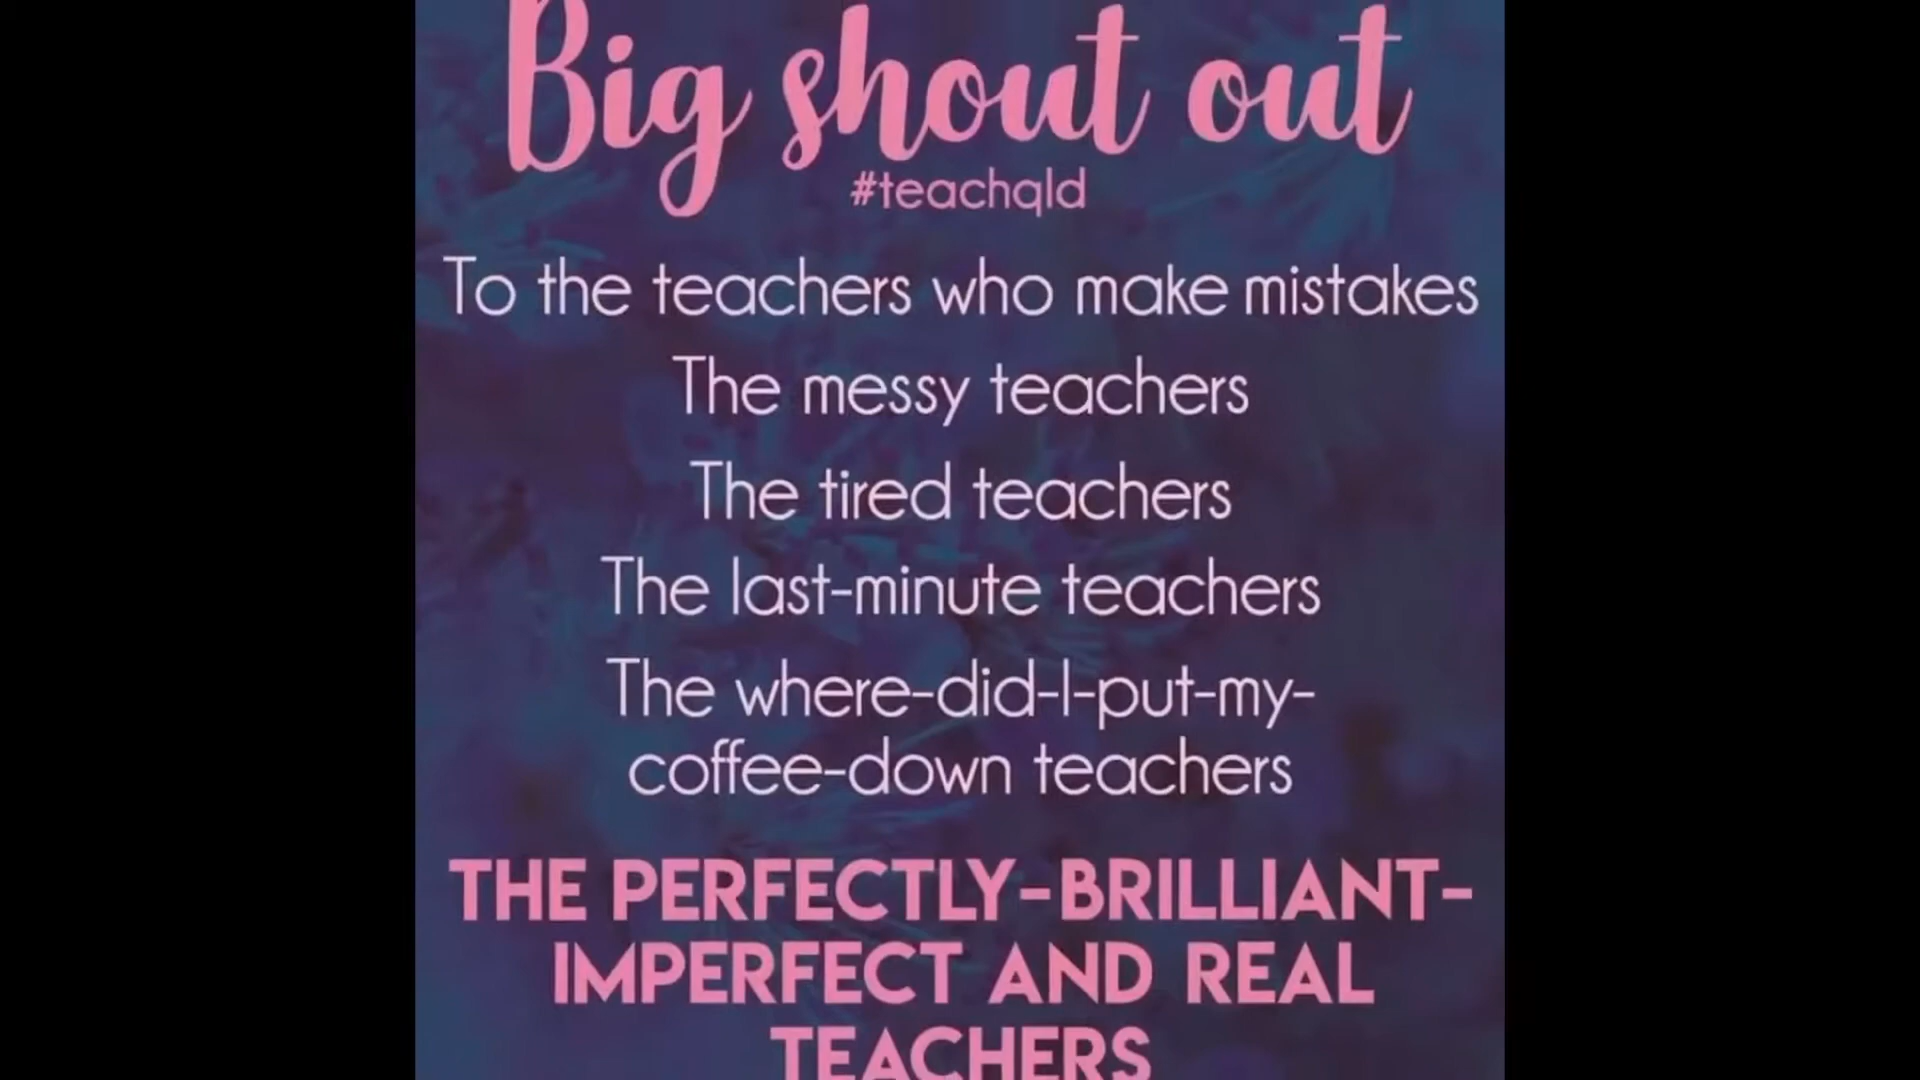 Big shout out
#teachqld
To the teachers who make mistakes
The messy teachers
The tired teachers
The last-minute teachers
The where-did-I-put-my-
coffee-down teachers
THE PERFECTLY-BRILLIANT-
IMPERFECT AND REAL
TEACHERS